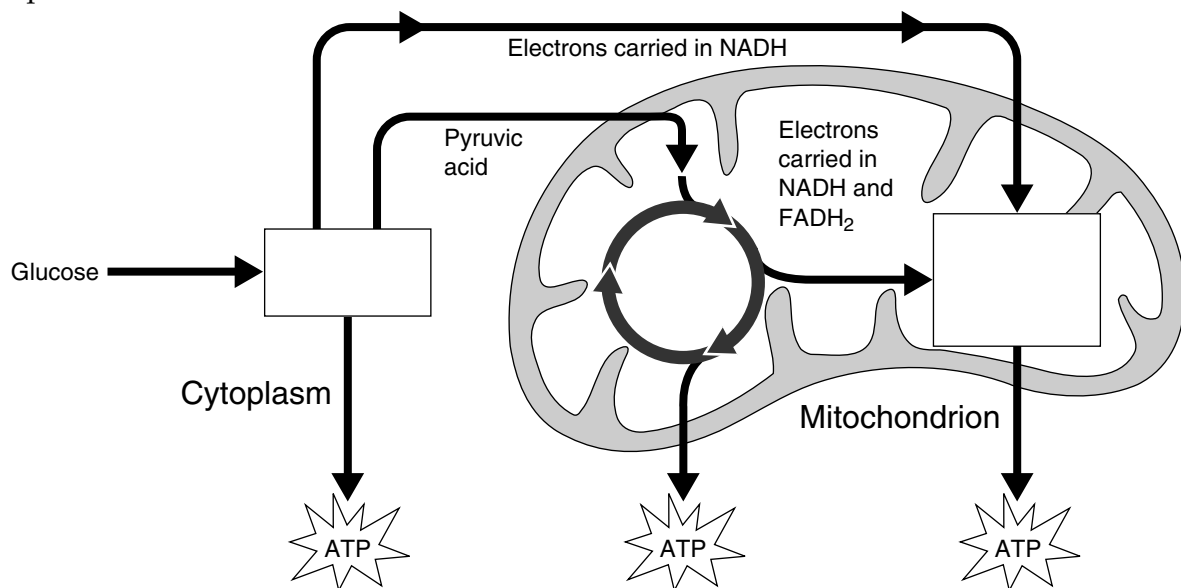 Electrons carried in NADH
Pyruvic
acid
Electrons
carried in
NADH and
FADH2
Glucose
Cytoplasm
Mitochondrion
ATP
ATP
ATP